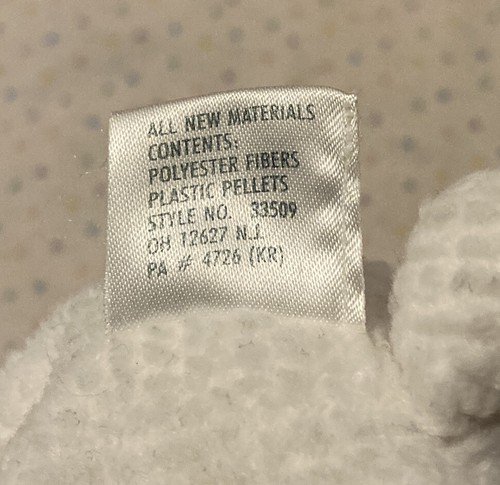 ALL NEW MATERIALS
CONTENTS:
POLYESTER FIBERS
PLASTIC PELLETS
STYLE NO. 33509
OH 12627 N.J.
PA # 4726 (KR)